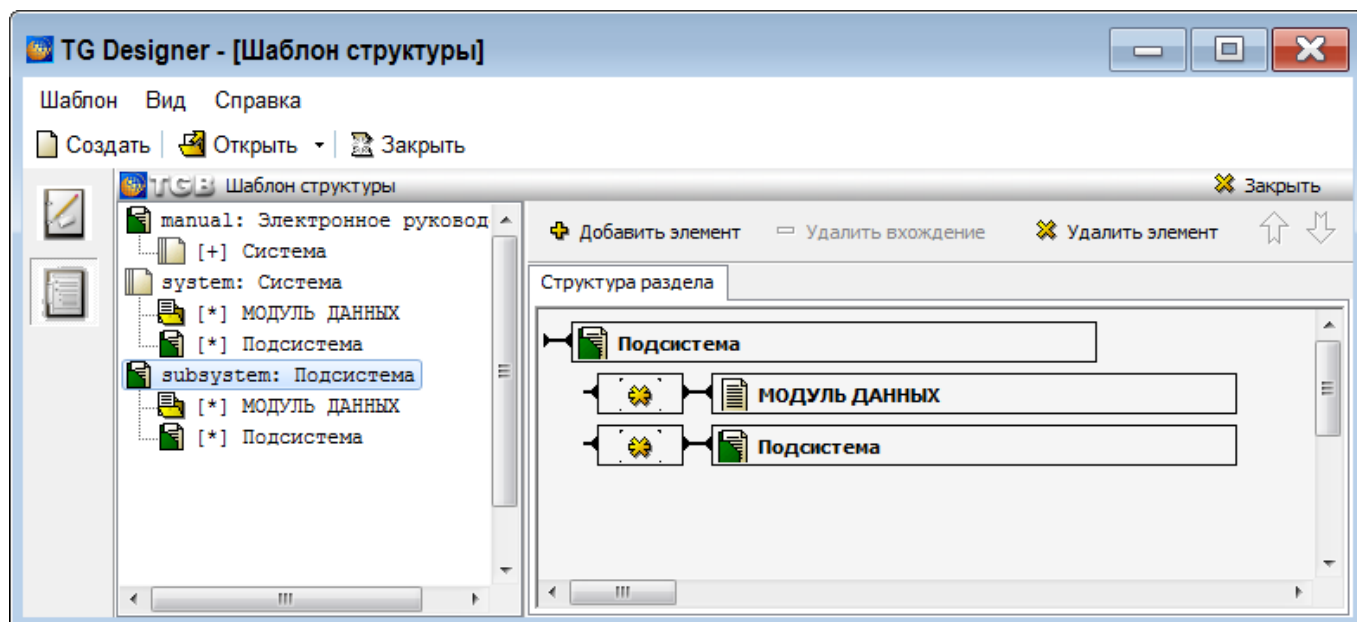 TG Designer - [Шаблон структуры]
Шаблон Вид Справка
Создать Открыть Закрыть
TGB Шаблон структуры Закрыть
manual: Электронное руковод
[+] Система
system: Система
[*] МОДУЛЬ ДАННЫХ
[*] Подсистема
subsystem: Подсистема
[*] МОДУЛЬ ДАННЫХ
[*] Подсистема
Добавить элемент Удалить вхождение Удалить элемент
Структура раздела
Подсистема
МОДУЛЬ ДАННЫХ
Подсистема